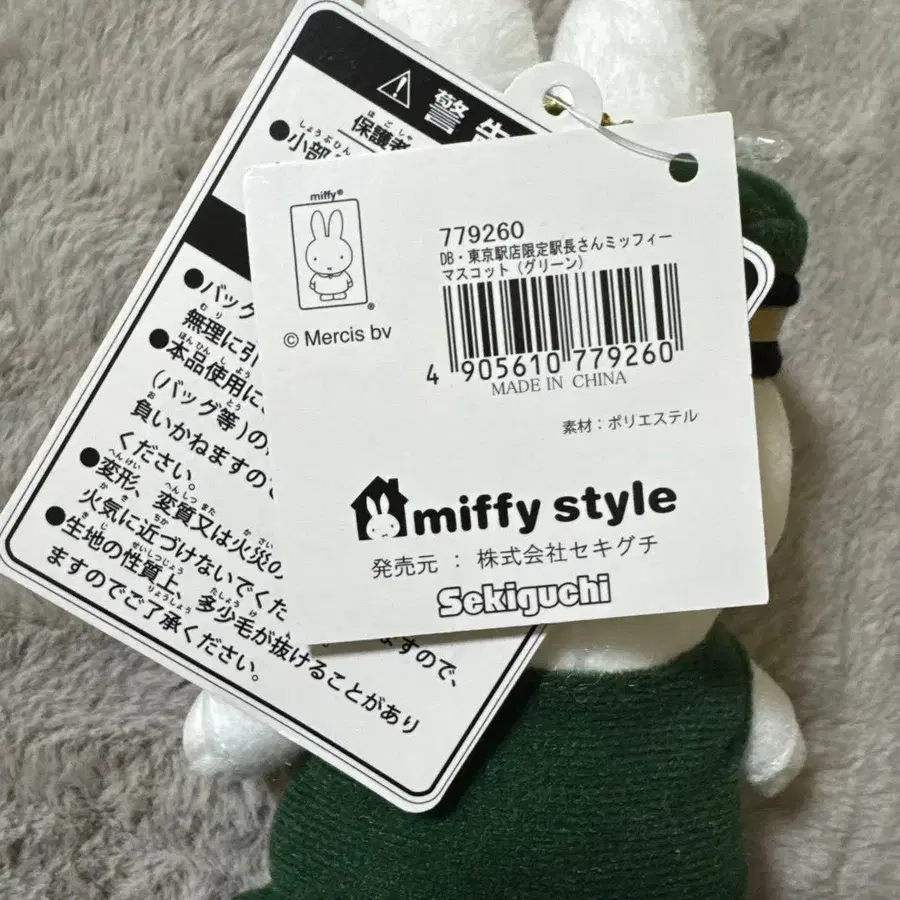 警告
保護者
小部
バッグ
無理に引
本品使用に、
(バッグ等)の
負いかねますので
ください。
変形、変質又は火災の
火気に近づけないでくだ
生地の性質上、多少毛が抜けることがあり
ますのでご了承ください。
ますので、
miffy®
© Mercis bv
779260
DB・東京駅店限定駅長さんミッフィー
マスコット（グリーン）
4 905610 779260
MADE IN CHINA
素材：ポリエステル
miffy style
発売元 : 株式会社セキグチ
Sekiguchi